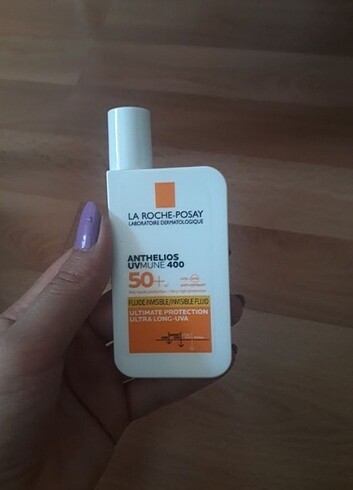 LA ROCHE-POSAY
LABORATOIRE DERMATOLOGIQUE
ANTHELIOS
UVMUNE 400
50+
FLUIDE INVISIBLE/INVISIBLE FLUID
ULTIMATE PROTECTION
ULTRA LONG-UVA